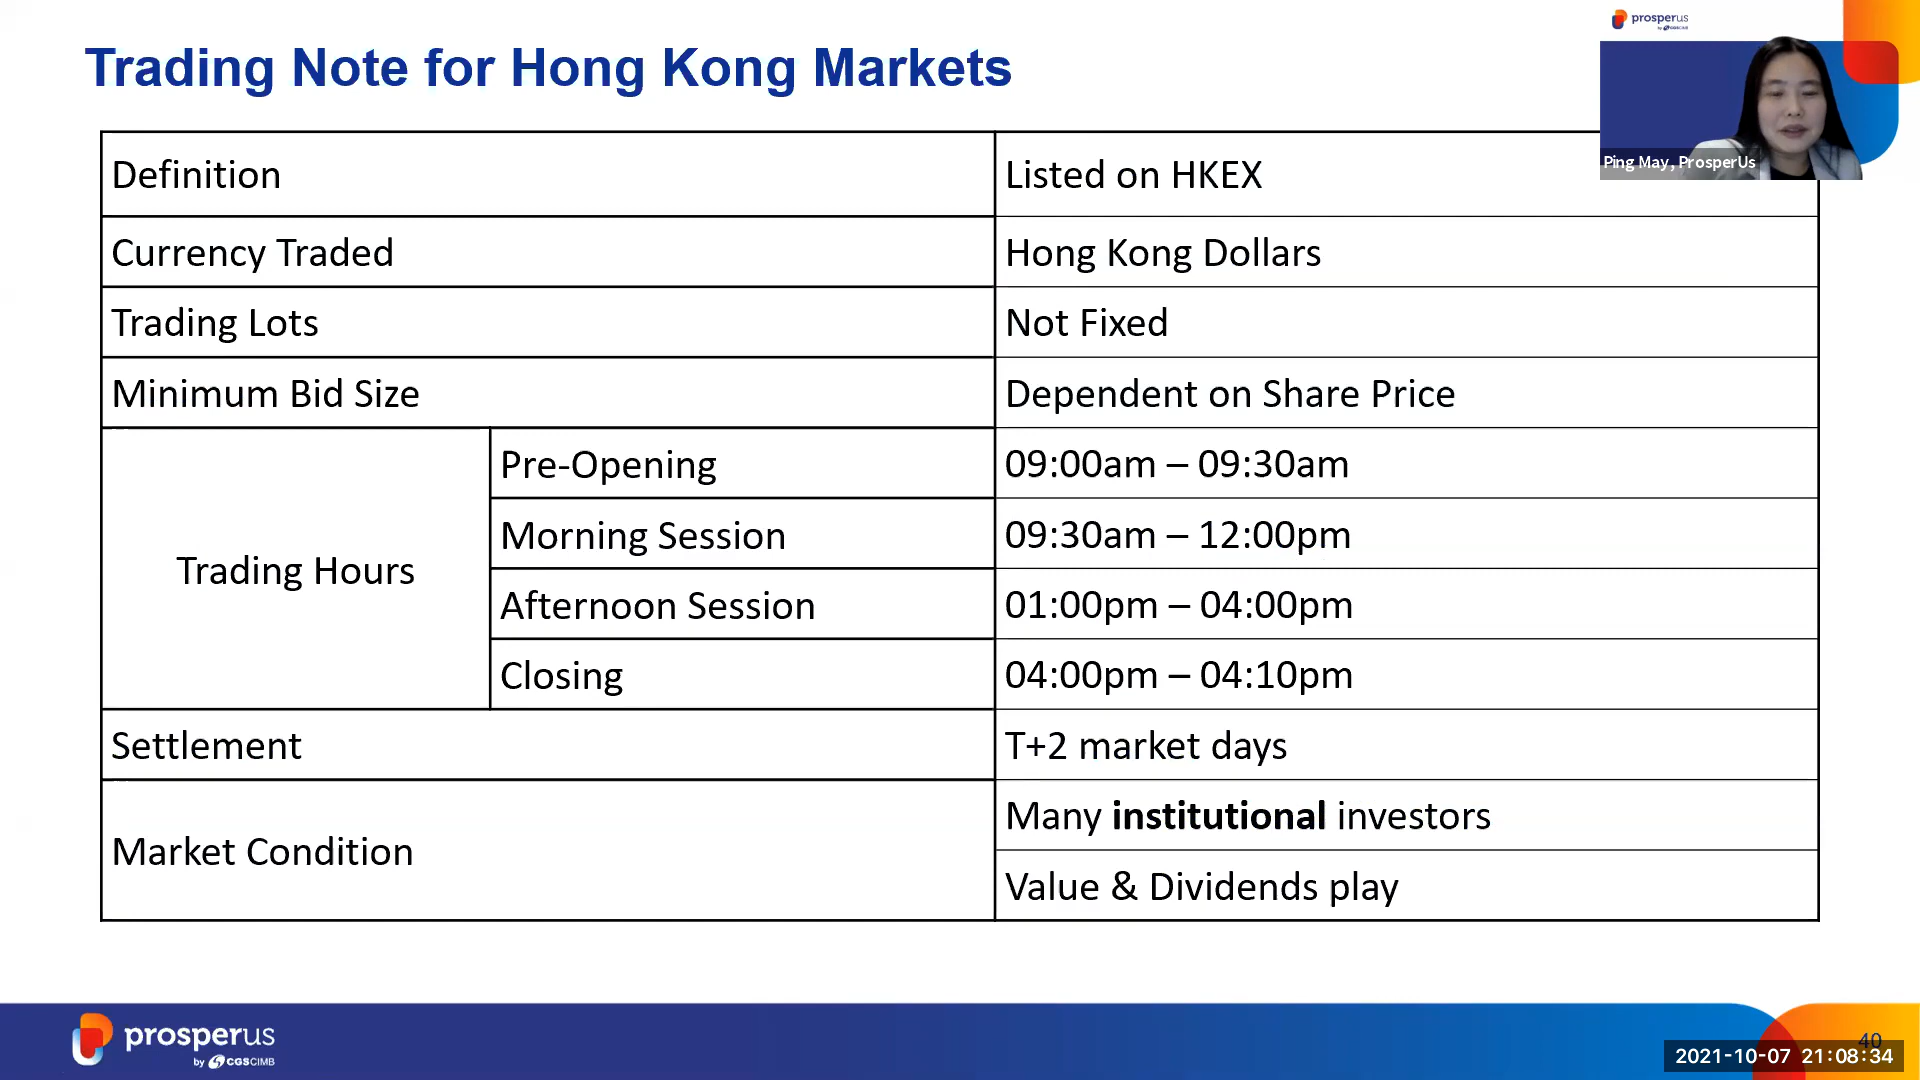 prosperus
by CGSCIMB
Trading Note for Hong Kong Markets
Ping May, ProsperUs
Definition
Listed on HKEX
Currency Traded
Hong Kong Dollars
Trading Lots
Not Fixed
Minimum Bid Size
Dependent on Share Price
Trading Hours
Pre-Opening
09:00am – 09:30am
Morning Session
09:30am – 12:00pm
Afternoon Session
01:00pm – 04:00pm
Closing
04:00pm – 04:10pm
Settlement
T+2 market days
Market Condition
Many institutional investors
Value & Dividends play
prosperus
by CGSCIMB
40
2021-10-07 21:08:34